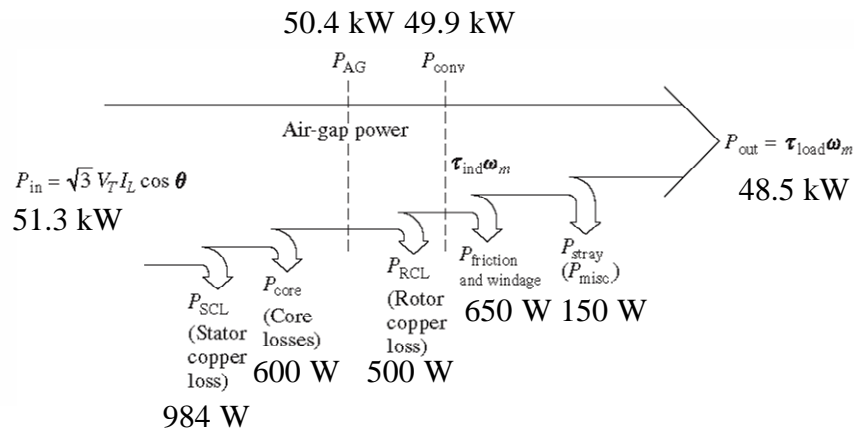 50.4 kW 49.9 kW
P_AG P_conv
Air-gap power
τ_ind ω_m
P_out = τ_load ω_m
48.5 kW
P_in = √3 V_T I_L cos θ
51.3 kW
P_SCL
(Stator
copper
loss)
984 W
P_core
(Core
losses)
600 W
P_RCL
(Rotor
copper
loss)
500 W
P_friction
and windage
650 W
P_stray
(P_misc.)
150 W